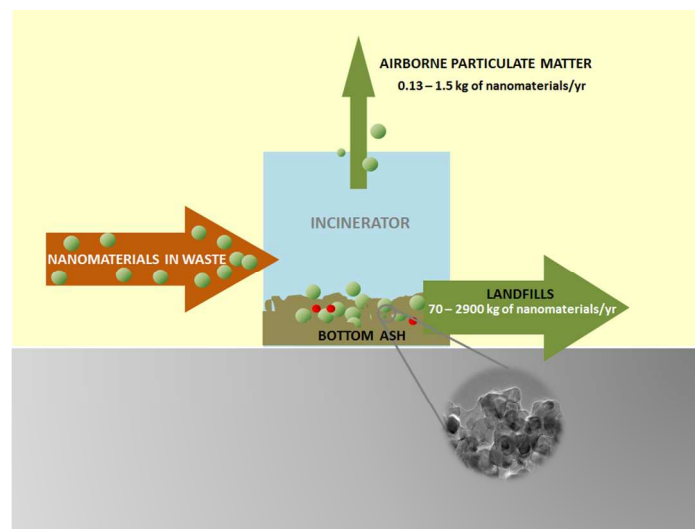 AIRBORNE PARTICULATE MATTER
0.13 – 1.5 kg of nanomaterials/yr
INCINERATOR
NANOMATERIALS IN WASTE
LANDFILLS
70 – 2900 kg of nanomaterials/yr
BOTTOM ASH